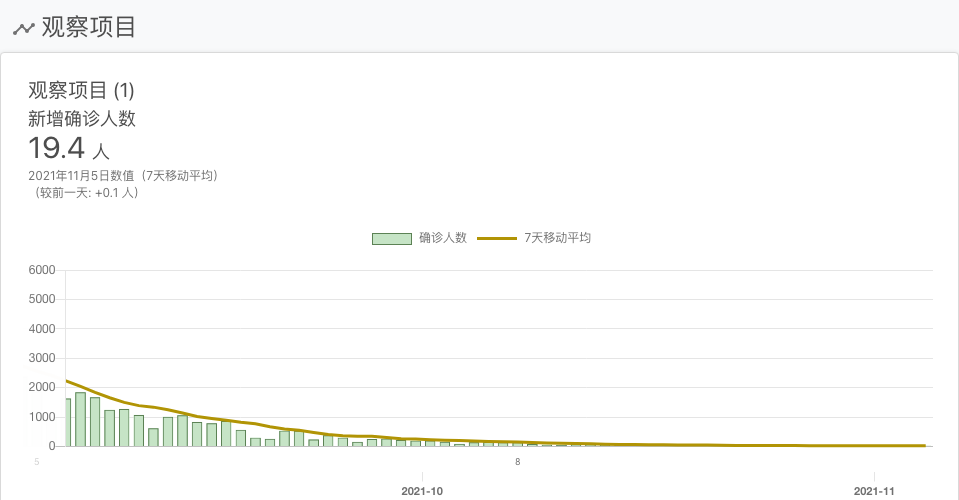 观察项目
观察项目 (1)
新增确诊人数
19.4 人
2021年11月5日数值（7天移动平均）
（较前一天: +0.1 人）
确诊人数 7天移动平均
6000
5000
4000
3000
2000
1000
0
5 8
2021-10 2021-11